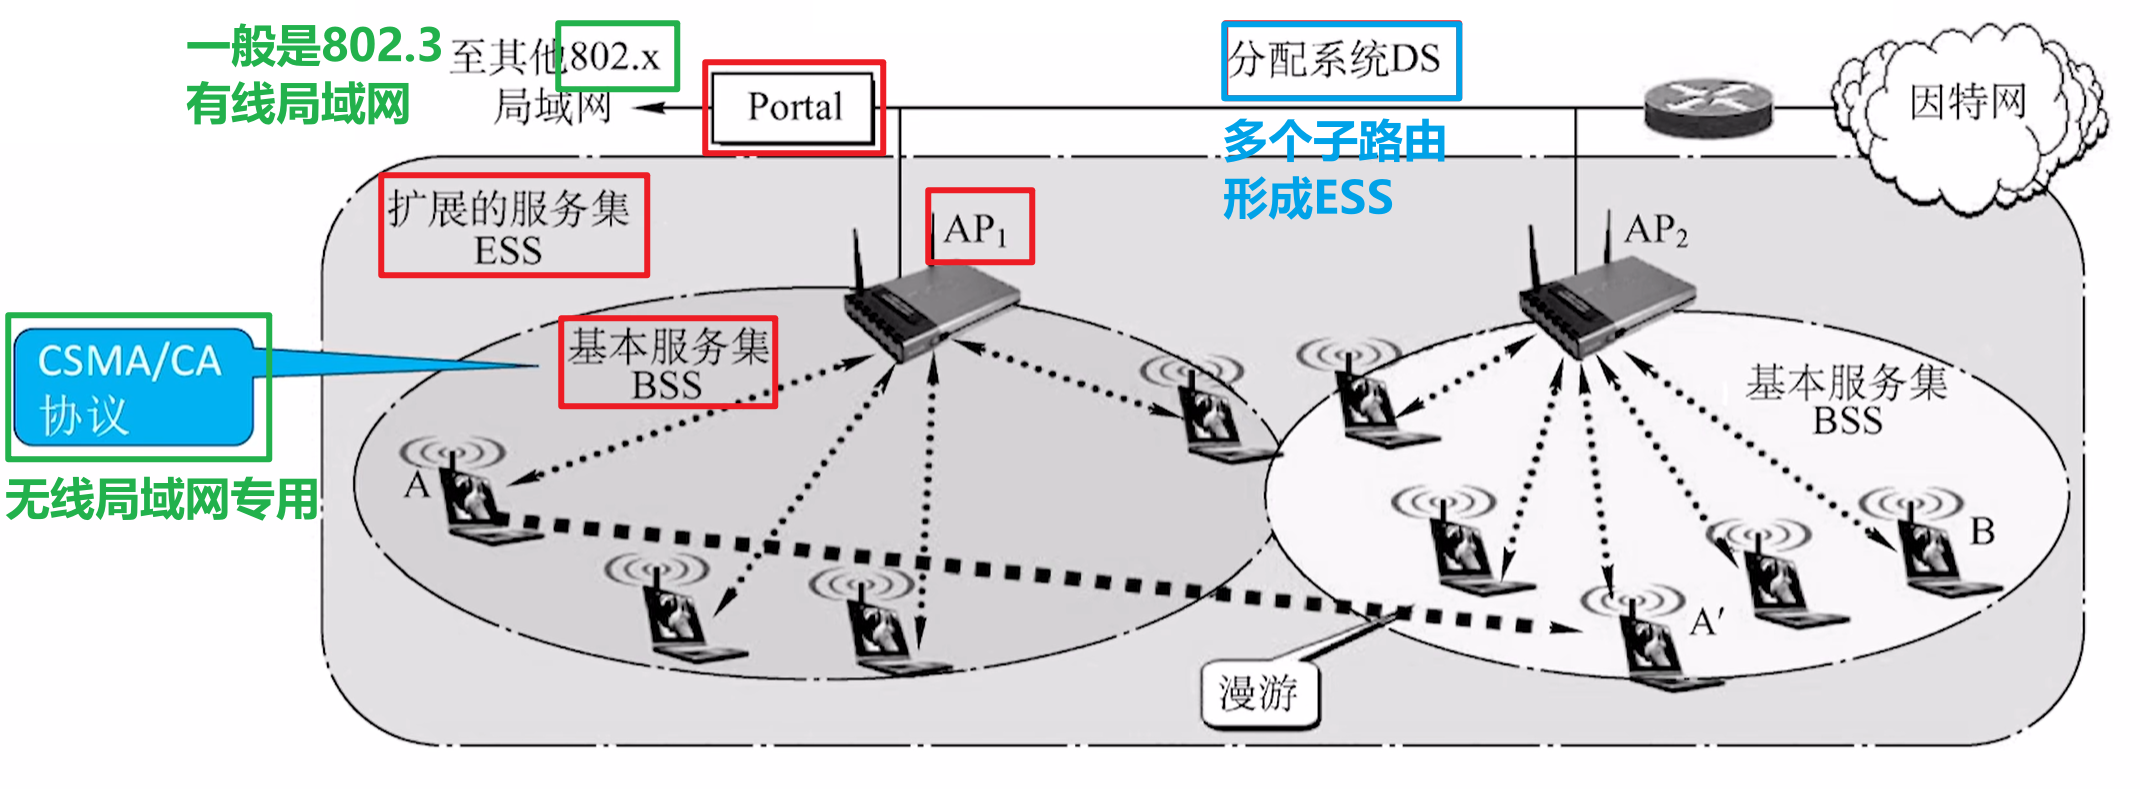 一般是802.3
有线局域网
至其他802.x
局域网
Portal
分配系统DS
多个子路由
形成ESS
因特网
扩展的服务集
ESS
AP₁
AP₂
CSMA/CA
协议
无线局域网专用
基本服务集
BSS
基本服务集
BSS
A
B
A′
漫游